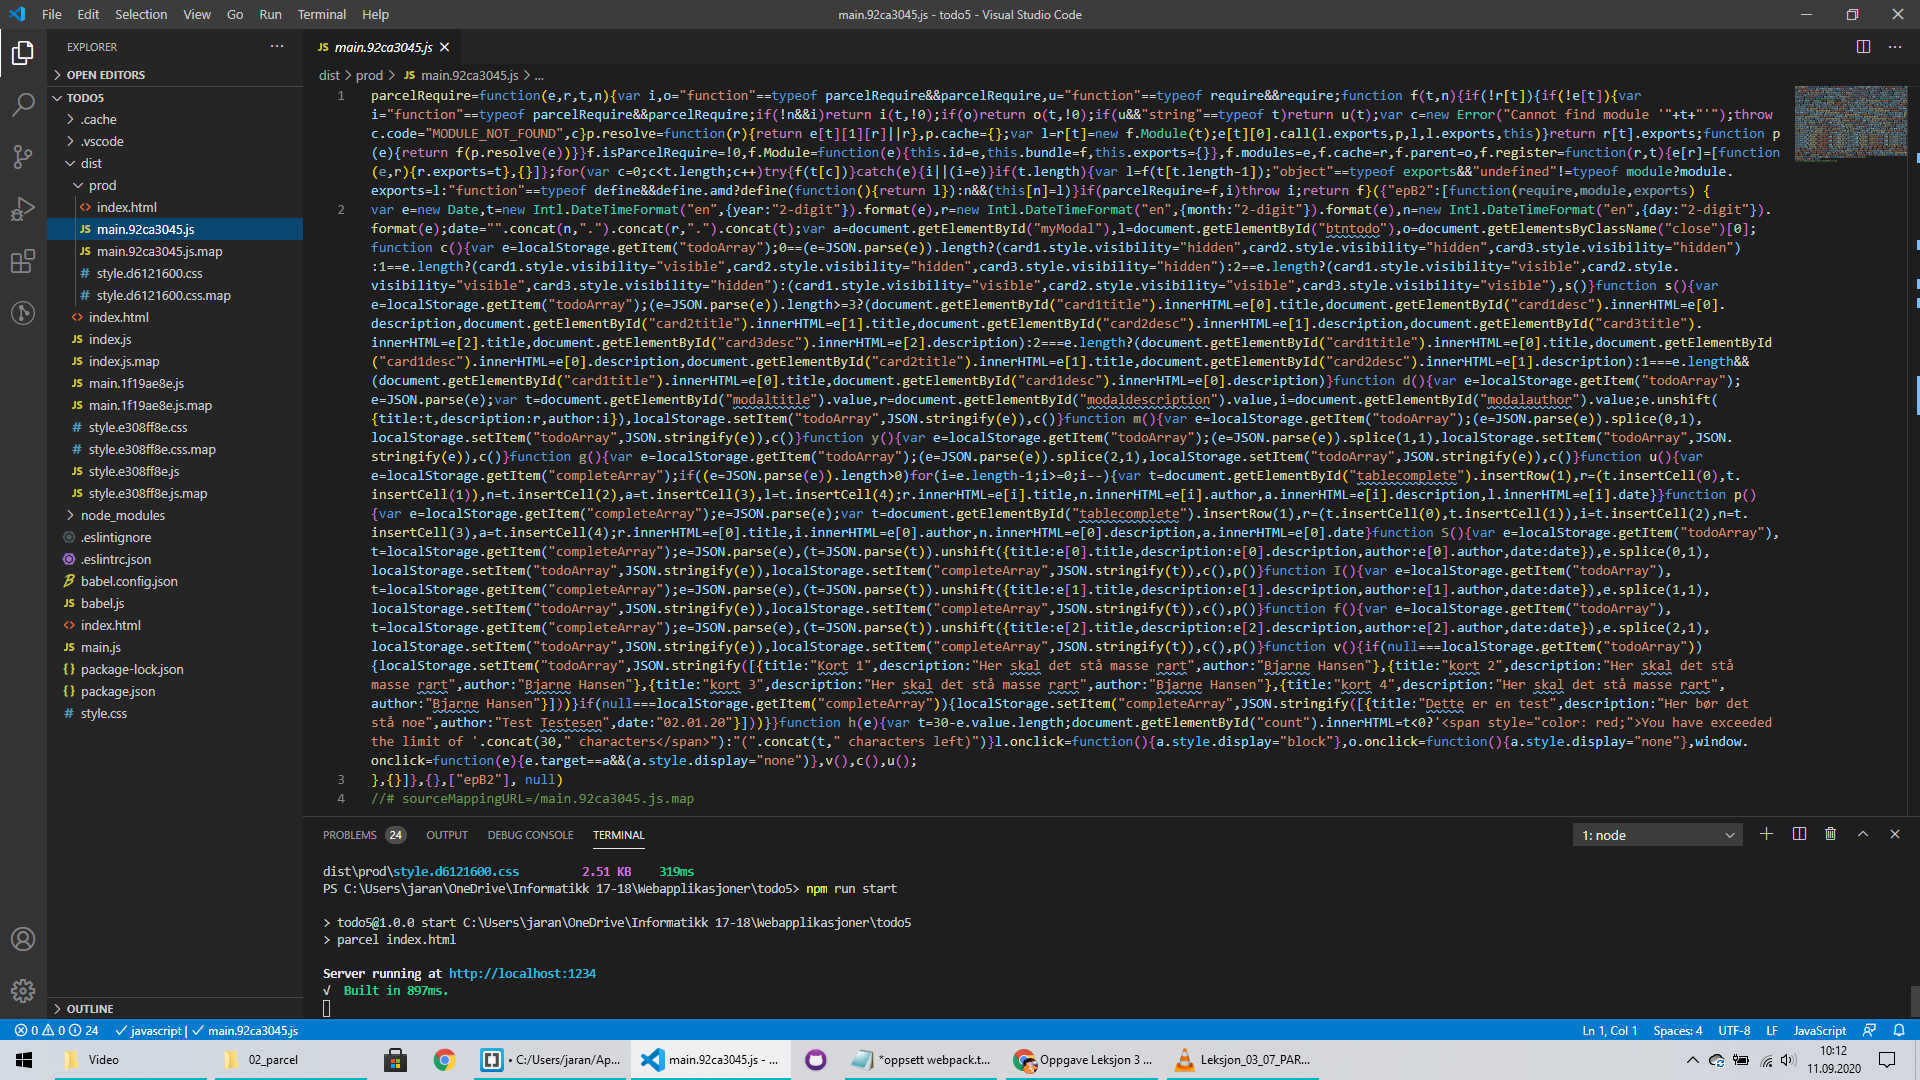 File Edit Selection View Go Run Terminal Help
main.92ca3045.js - todo5 - Visual Studio Code
EXPLORER
OPEN EDITORS
TODO5
.cache
.vscode
dist
prod
index.html
JS main.92ca3045.js
JS main.92ca3045.js.map
# style.d6121600.css
# style.d6121600.css.map
index.html
JS index.js
JS index.js.map
JS main.1f19ae8e.js
JS main.1f19ae8e.js.map
# style.e308ff8e.css
# style.e308ff8e.css.map
JS style.e308ff8e.js
JS style.e308ff8e.js.map
node_modules
.eslintignore
.eslintrc.json
babel.config.json
JS babel.js
index.html
JS main.js
{} package-lock.json
{} package.json
# style.css
OUTLINE
JS main.92ca3045.js
dist > prod > JS main.92ca3045.js > ...
1 parcelRequire=function(e,r,t,n){var i,o="function"==typeof parcelRequire&&parcelRequire,u="function"==typeof require&&require;function f(t,n){if(!r[t]){if(!e[t]){var
i="function"==typeof parcelRequire&&parcelRequire;if(!n&&i)return i(t,!0);if(o)return o(t,!0);if(u&&"string"==typeof t)return u(t);var c=new Error("Cannot find module '"+t+"'");throw
c.code="MODULE_NOT_FOUND",c}p.resolve=function(r){return e[t][1][r]||r},p.cache={};var l=r[t]=new f.Module(t);e[t][0].call(l.exports,p,l,l.exports,this)}return r[t].exports;function p
(e){return f(p.resolve(e))}}f.isParcelRequire=!0,f.Module=function(e){this.id=e,this.bundle=f,this.exports={}},f.modules=e,f.cache=r,f.parent=o,f.register=function(r,t){e[r]=[function
(e,r){r.exports=t},{}]};for(var c=0;c<t.length;c++)try{f(t[c])}catch(e){i||(i=e)}if(t.length){var l=f(t[t.length-1]);"object"==typeof exports&&"undefined"!=typeof module?module.
exports=l:"function"==typeof define&&define.amd?define(function(){return l}):n&&(this[n]=l)}if(parcelRequire=f,i)throw i;return f}({"epB2":[function(require,module,exports) {
2 var e=new Date,t=new Intl.DateTimeFormat("en",{year:"2-digit"}).format(e),r=new Intl.DateTimeFormat("en",{month:"2-digit"}).format(e),n=new Intl.DateTimeFormat("en",{day:"2-digit"}).
format(e);date="".concat(n,".").concat(r,".").concat(t);var a=document.getElementById("myModal"),l=document.getElementById("btntodo"),o=document.getElementsByClassName("close")[0];
function c(){var e=localStorage.getItem("todoArray");0==(e=JSON.parse(e)).length?(card1.style.visibility="hidden",card2.style.visibility="hidden",card3.style.visibility="hidden")
:1==e.length?(card1.style.visibility="visible",card2.style.visibility="hidden",card3.style.visibility="hidden"):2==e.length?(card1.style.visibility="visible",card2.style.
visibility="visible",card3.style.visibility="hidden"):(card1.style.visibility="visible",card2.style.visibility="visible",card3.style.visibility="visible"),s()}function s(){var
e=localStorage.getItem("todoArray");(e=JSON.parse(e)).length>=3?(document.getElementById("card1title").innerHTML=e[0].title,document.getElementById("card1desc").innerHTML=e[0].
description,document.getElementById("card2title").innerHTML=e[1].title,document.getElementById("card2desc").innerHTML=e[1].description,document.getElementById("card3title").
innerHTML=e[2].title,document.getElementById("card3desc").innerHTML=e[2].description):2===e.length?(document.getElementById("card1title").innerHTML=e[0].title,document.getElementById
("card1desc").innerHTML=e[0].description,document.getElementById("card2title").innerHTML=e[1].title,document.getElementById("card2desc").innerHTML=e[1].description):1===e.length&&
(document.getElementById("card1title").innerHTML=e[0].title,document.getElementById("card1desc").innerHTML=e[0].description)}function d(){var e=localStorage.getItem("todoArray");
e=JSON.parse(e);var t=document.getElementById("modaltitle").value,r=document.getElementById("modaldescription").value,i=document.getElementById("modalauthor").value;e.unshift(
{title:t,description:r,author:i}),localStorage.setItem("todoArray",JSON.stringify(e)),c()}function m(){var e=localStorage.getItem("todoArray");(e=JSON.parse(e)).splice(0,1),
localStorage.setItem("todoArray",JSON.stringify(e)),c()}function y(){var e=localStorage.getItem("todoArray");(e=JSON.parse(e)).splice(1,1),localStorage.setItem("todoArray",JSON.
stringify(e)),c()}function g(){var e=localStorage.getItem("todoArray");(e=JSON.parse(e)).splice(2,1),localStorage.setItem("todoArray",JSON.stringify(e)),c()}function u(){var
e=localStorage.getItem("completeArray");if((e=JSON.parse(e)).length>0)for(i=e.length-1;i>=0;i--){var t=document.getElementById("tablecomplete").insertRow(1),r=(t.insertCell(0),t.
insertCell(1)),n=t.insertCell(2),a=t.insertCell(3),l=t.insertCell(4);r.innerHTML=e[i].title,n.innerHTML=e[i].author,a.innerHTML=e[i].description,l.innerHTML=e[i].date}}function p()
{var e=localStorage.getItem("completeArray");e=JSON.parse(e);var t=document.getElementById("tablecomplete").insertRow(1),r=(t.insertCell(0),t.insertCell(1)),i=t.insertCell(2),n=t.
insertCell(3),a=t.insertCell(4);r.innerHTML=e[0].title,i.innerHTML=e[0].author,n.innerHTML=e[0].description,a.innerHTML=e[0].date}function S(){var e=localStorage.getItem("todoArray"),
t=localStorage.getItem("completeArray");e=JSON.parse(e),(t=JSON.parse(t)).unshift({title:e[0].title,description:e[0].description,author:e[0].author,date:date}),e.splice(0,1),
localStorage.setItem("todoArray",JSON.stringify(e)),localStorage.setItem("completeArray",JSON.stringify(t)),c(),p()}function I(){var e=localStorage.getItem("todoArray"),
t=localStorage.getItem("completeArray");e=JSON.parse(e),(t=JSON.parse(t)).unshift({title:e[1].title,description:e[1].description,author:e[1].author,date:date}),e.splice(1,1),
localStorage.setItem("todoArray",JSON.stringify(e)),localStorage.setItem("completeArray",JSON.stringify(t)),c(),p()}function f(){var e=localStorage.getItem("todoArray"),
t=localStorage.getItem("completeArray");e=JSON.parse(e),(t=JSON.parse(t)).unshift({title:e[2].title,description:e[2].description,author:e[2].author,date:date}),e.splice(2,1),
localStorage.setItem("todoArray",JSON.stringify(e)),localStorage.setItem("completeArray",JSON.stringify(t)),c(),p()}function v(){if(null===localStorage.getItem("todoArray"))
{localStorage.setItem("todoArray",JSON.stringify([{title:"Kort 1",description:"Her skal det stå masse rart",author:"Bjarne Hansen"},{title:"kort 2",description:"Her skal det stå
masse rart",author:"Bjarne Hansen"},{title:"kort 3",description:"Her skal det stå masse rart",author:"Bjarne Hansen"},{title:"kort 4",description:"Her skal det stå masse rart",
author:"Bjarne Hansen"}]))}if(null===localStorage.getItem("completeArray")){localStorage.setItem("completeArray",JSON.stringify([{title:"Dette er en test",description:"Her bør det
stå noe",author:"Test Testesen",date:"02.01.20"}]))}}function h(e){var t=30-e.value.length;document.getElementById("count").innerHTML=t<0?'<span style="color: red;">You have exceeded
the limit of '.concat(30," characters</span>"):"(".concat(t," characters left)")}l.onclick=function(){a.style.display="block"},o.onclick=function(){a.style.display="none"},window.
onclick=function(e){e.target==a&&(a.style.display="none")},v(),c(),u();
3 },{}]},{},["epB2"], null)
4 //# sourceMappingURL=/main.92ca3045.js.map
PROBLEMS 24 OUTPUT DEBUG CONSOLE TERMINAL
1: node
dist\prod\style.d6121600.css 2.51 KB 319ms
PS C:\Users\jaran\OneDrive\Informatikk 17-18\Webapplikasjoner\todo5> npm run start
> todo5@1.0.0 start C:\Users\jaran\OneDrive\Informatikk 17-18\Webapplikasjoner\todo5
> parcel index.html
Server running at http://localhost:1234
√ Built in 897ms.
0 0 24 javascript | main.92ca3045.js
Ln 1, Col 1 Spaces: 4 UTF-8 LF JavaScript
Video
02_parcel
• C:/Users/jaran/Ap...
main.92ca3045.js - ...
*oppsett webpack.t...
Oppgave Leksjon 3 ...
Leksjon_03_07_PAR...
10:12
11.09.2020